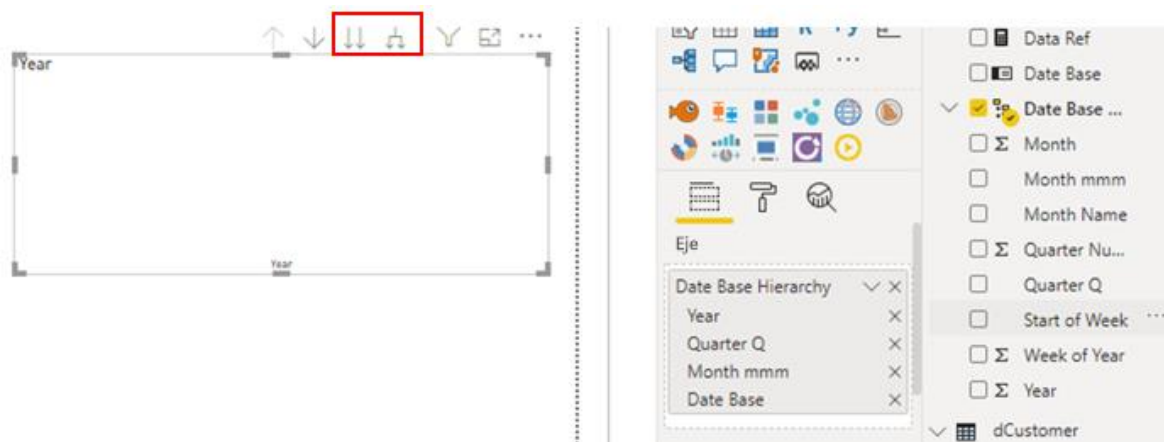 Year
Year
Eje
Date Base Hierarchy
Year
Quarter Q
Month mmm
Date Base
Data Ref
Date Base
Date Base ...
Σ Month
Month mmm
Month Name
Σ Quarter Nu...
Quarter Q
Start of Week ...
Σ Week of Year
Σ Year
dCustomer